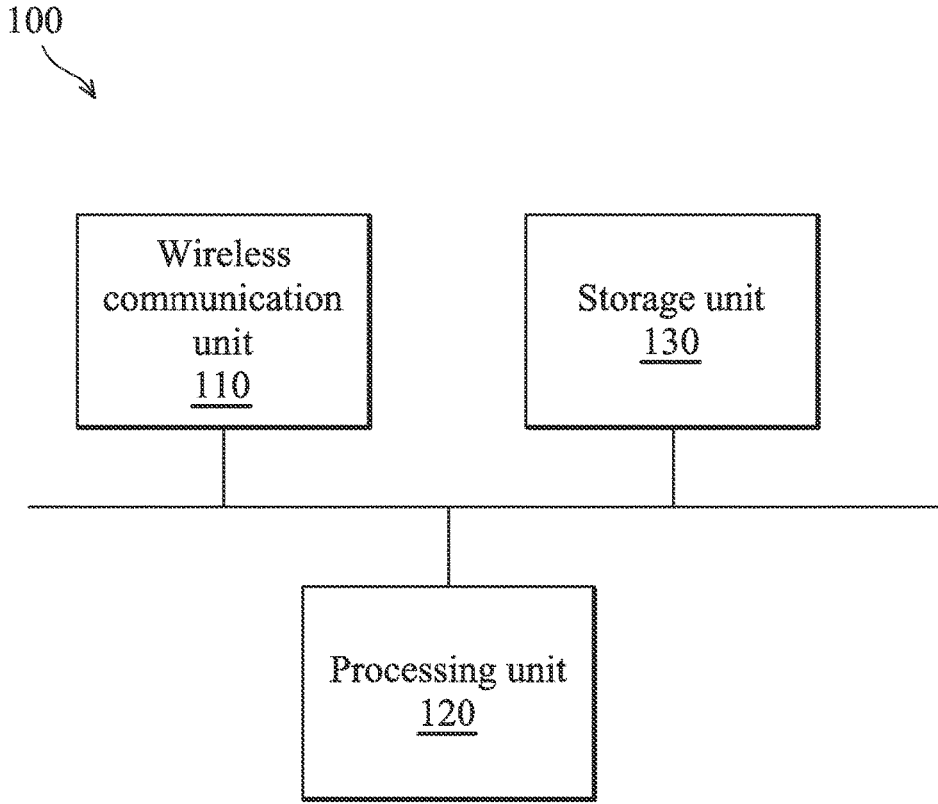 100
Wireless
communication
unit
110
Storage unit
130
Processing unit
120